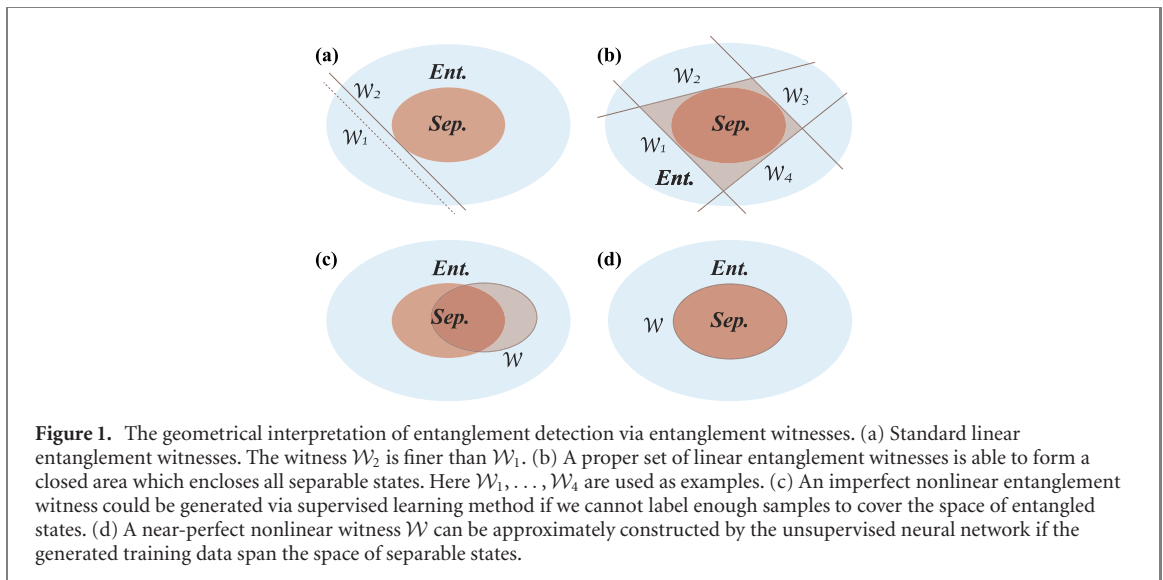 (a)
Ent.
𝒲₂
Sep.
𝒲₁
(b)
𝒲₂
𝒲₃
Sep.
𝒲₁
𝒲₄
Ent.
(c)
Ent.
Sep.
𝒲
(d)
Ent.
𝒲
Sep.
Figure 1. The geometrical interpretation of entanglement detection via entanglement witnesses. (a) Standard linear
entanglement witnesses. The witness 𝒲₂ is finer than 𝒲₁. (b) A proper set of linear entanglement witnesses is able to form a
closed area which encloses all separable states. Here 𝒲₁, . . . , 𝒲₄ are used as examples. (c) An imperfect nonlinear entanglement
witness could be generated via supervised learning method if we cannot label enough samples to cover the space of entangled
states. (d) A near-perfect nonlinear witness 𝒲 can be approximately constructed by the unsupervised neural network if the
generated training data span the space of separable states.